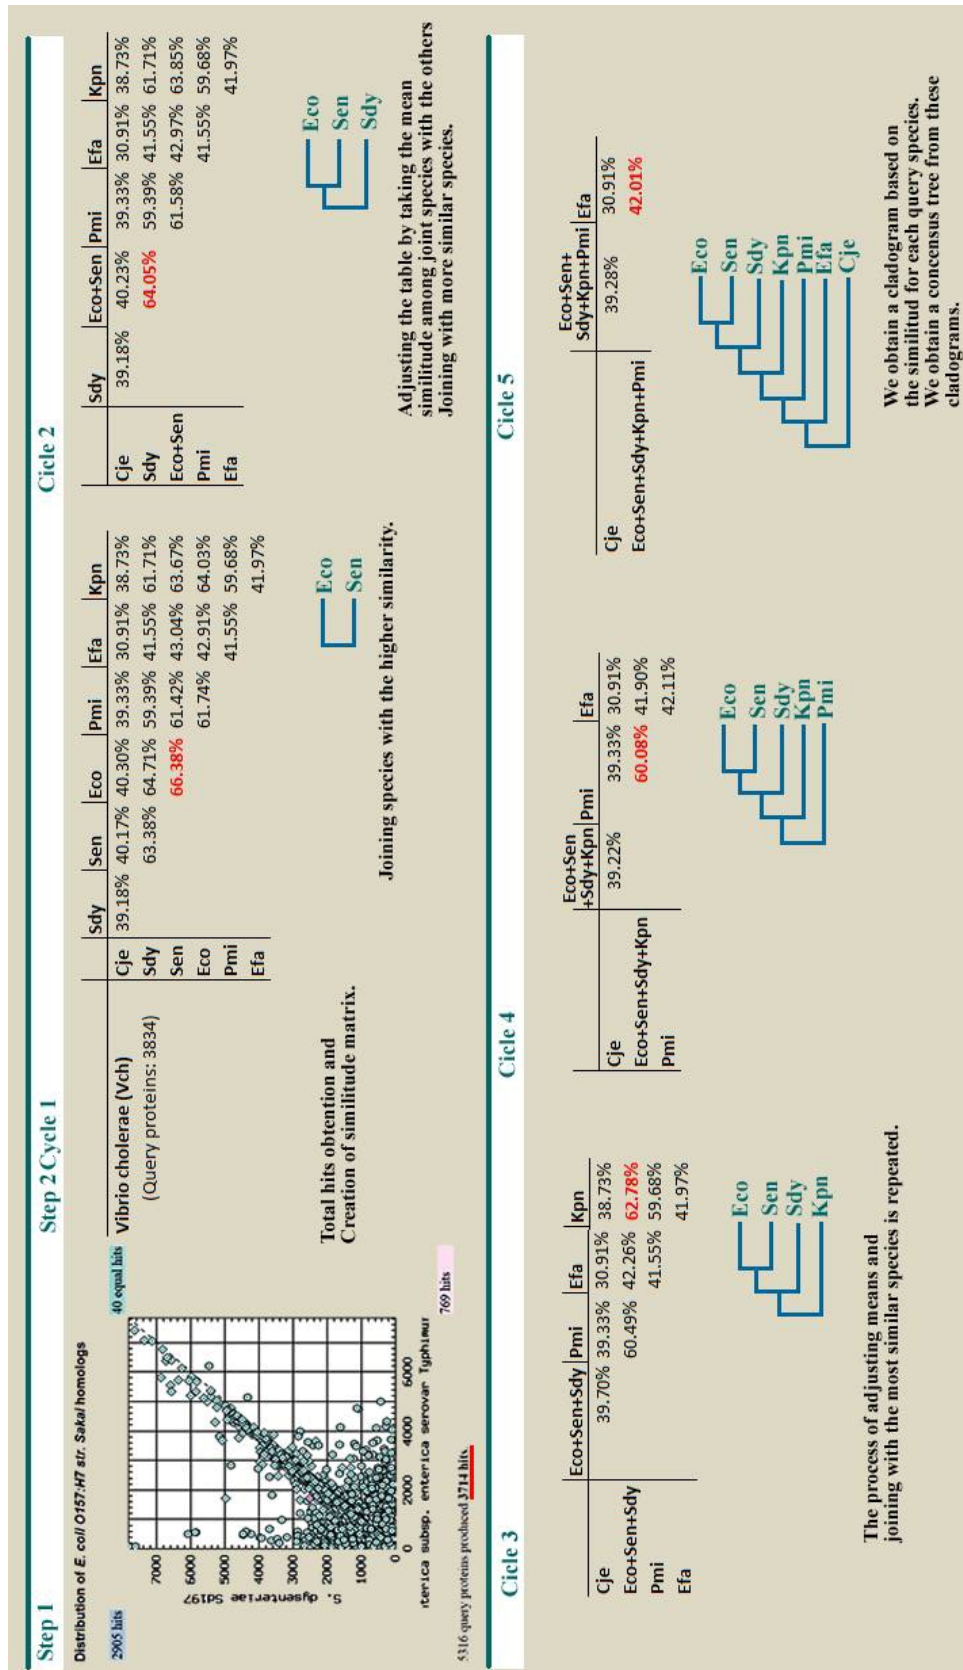 Step 1
Distribution of E. coli O157:H7 str. Sakai homologs
2905 hits
40 equal hits
S. dysenteriae Sd197
7000
6000
5000
4000
3000
2000
1000
0
0 2000 4000 6000
iterica subsp. enterica serovar Typhimur
769 hits
5316 query proteins produced 3714 hits
Step 2 Cycle 1
Vibrio cholerae (Vch)
(Query proteins: 3834)
Sdy Sen Eco Pmi Efa Kpn
Cje 39.18% 40.17% 40.30% 39.33% 30.91% 38.73%
Sdy 63.38% 64.71% 59.39% 41.55% 61.71%
Sen 66.38% 61.42% 43.04% 63.67%
Eco 61.74% 42.91% 64.03%
Pmi 41.55% 59.68%
Efa 41.97%
Total hits obtention and
Creation of similitude matrix.
Eco
Sen
Joining species with the higher similarity.
Cicle 2
Sdy Eco+Sen Pmi Efa Kpn
Cje 39.18% 40.23% 39.33% 30.91% 38.73%
Sdy 64.05% 59.39% 41.55% 61.71%
Eco+Sen 61.58% 42.97% 63.85%
Pmi 41.55% 59.68%
Efa 41.97%
Eco
Sen
Sdy
Adjusting the table by taking the mean
similitude among joint species with the others
Joining with more similar species.
Cicle 3
Eco+Sen+Sdy Pmi Efa Kpn
Cje 39.70% 39.33% 30.91% 38.73%
Eco+Sen+Sdy 60.49% 42.26% 62.78%
Pmi 41.55% 59.68%
Efa 41.97%
Eco
Sen
Sdy
Kpn
The process of adjusting means and
joining with the most similar species is repeated.
Cicle 4
Eco+Sen
+Sdy+Kpn Pmi Efa
Cje 39.22% 39.33% 30.91%
Eco+Sen+Sdy+Kpn 60.08% 41.90%
Pmi 42.11%
Eco
Sen
Sdy
Kpn
Pmi
Cicle 5
Eco+Sen+
Sdy+Kpn+Pmi Efa
Cje 39.28% 30.91%
Eco+Sen+Sdy+Kpn+Pmi 42.01%
Eco
Sen
Sdy
Kpn
Pmi
Efa
Cje
We obtain a cladogram based on
the similitud for each query species.
We obtain a concensus tree from these
cladograms.